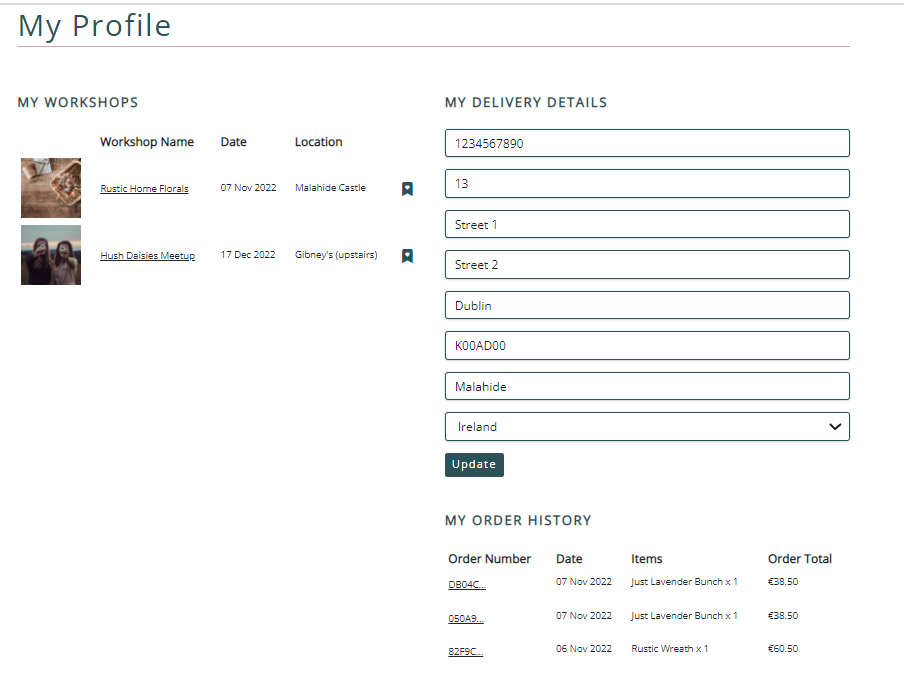 My Profile
MY WORKSHOPS
Workshop Name Date Location
Rustic Home Florals 07 Nov 2022 Malahide Castle
Hush Daisies Meetup 17 Dec 2022 Gibney's (upstairs)
MY DELIVERY DETAILS
1234567890
13
Street 1
Street 2
Dublin
K00AD00
Malahide
Ireland
Update
MY ORDER HISTORY
Order Number Date Items Order Total
DB04C... 07 Nov 2022 Just Lavender Bunch x 1 €38.50
050A9... 07 Nov 2022 Just Lavender Bunch x 1 €38.50
82F9C... 06 Nov 2022 Rustic Wreath x 1 €60.50